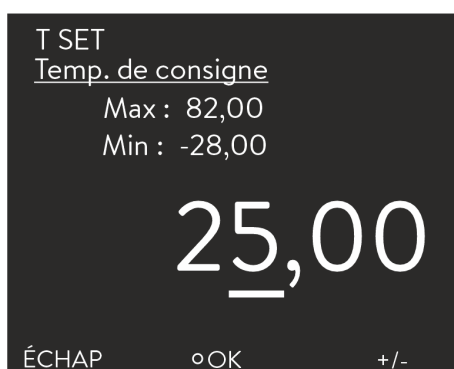 T SET
Temp. de consigne
Max : 82,00
Min : -28,00
25,00
ÉCHAP OK +/-